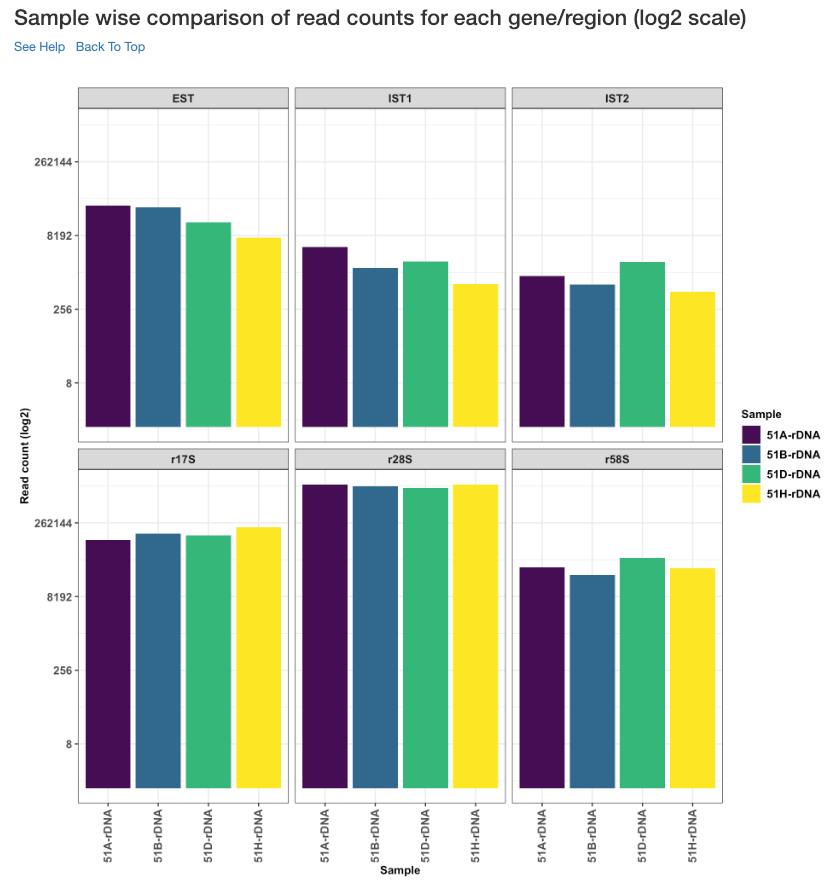 Sample wise comparison of read counts for each gene/region (log2 scale)
See Help Back To Top
EST IST1 IST2
262144
8192
256
8
Read count (log2)
r17S r28S r58S
262144
8192
256
8
51A-rDNA 51B-rDNA 51D-rDNA 51H-rDNA 51A-rDNA 51B-rDNA 51D-rDNA 51H-rDNA 51A-rDNA 51B-rDNA 51D-rDNA 51H-rDNA
Sample
Sample
51A-rDNA
51B-rDNA
51D-rDNA
51H-rDNA